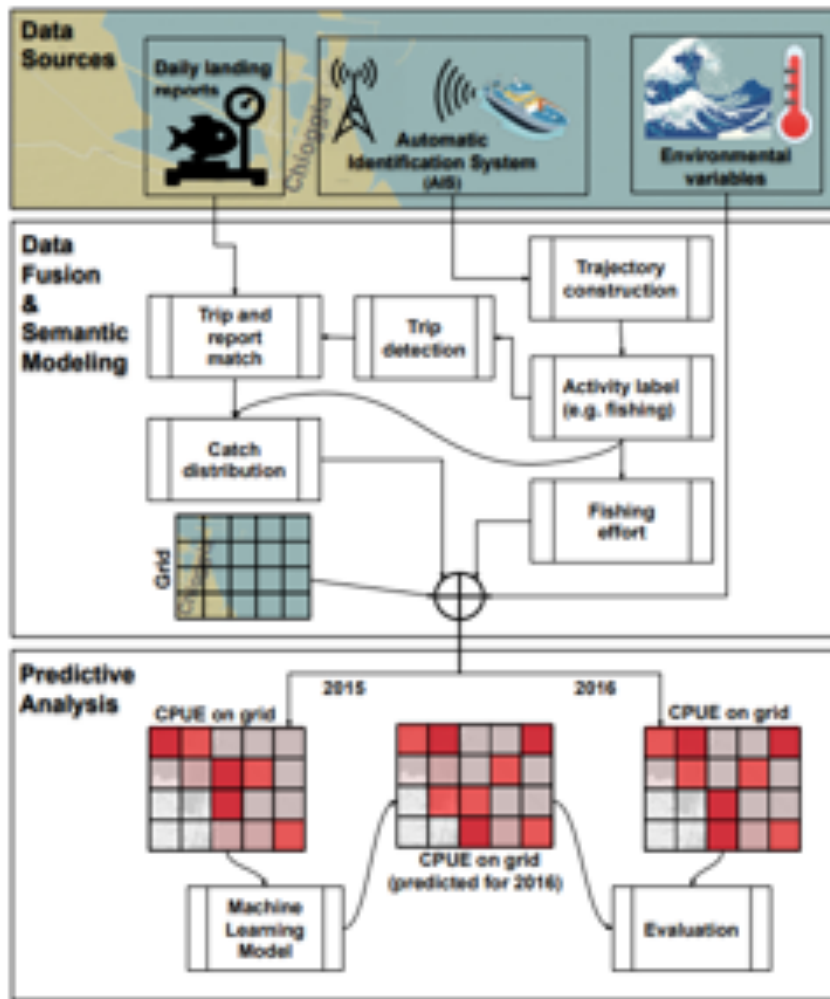 Data
Sources
Daily landing
reports
Chioggia
Automatic
Identification System
(AIS)
Environmental
variables
Data
Fusion
&
Semantic
Modeling
Trajectory
construction
Trip and
report
match
Trip
detection
Activity label
(e.g. fishing)
Catch
distribution
Fishing
effort
Grid
Predictive
Analysis
2015
2016
CPUE on grid
CPUE on grid
CPUE on grid
(predicted for 2016)
Machine
Learning
Model
Evaluation